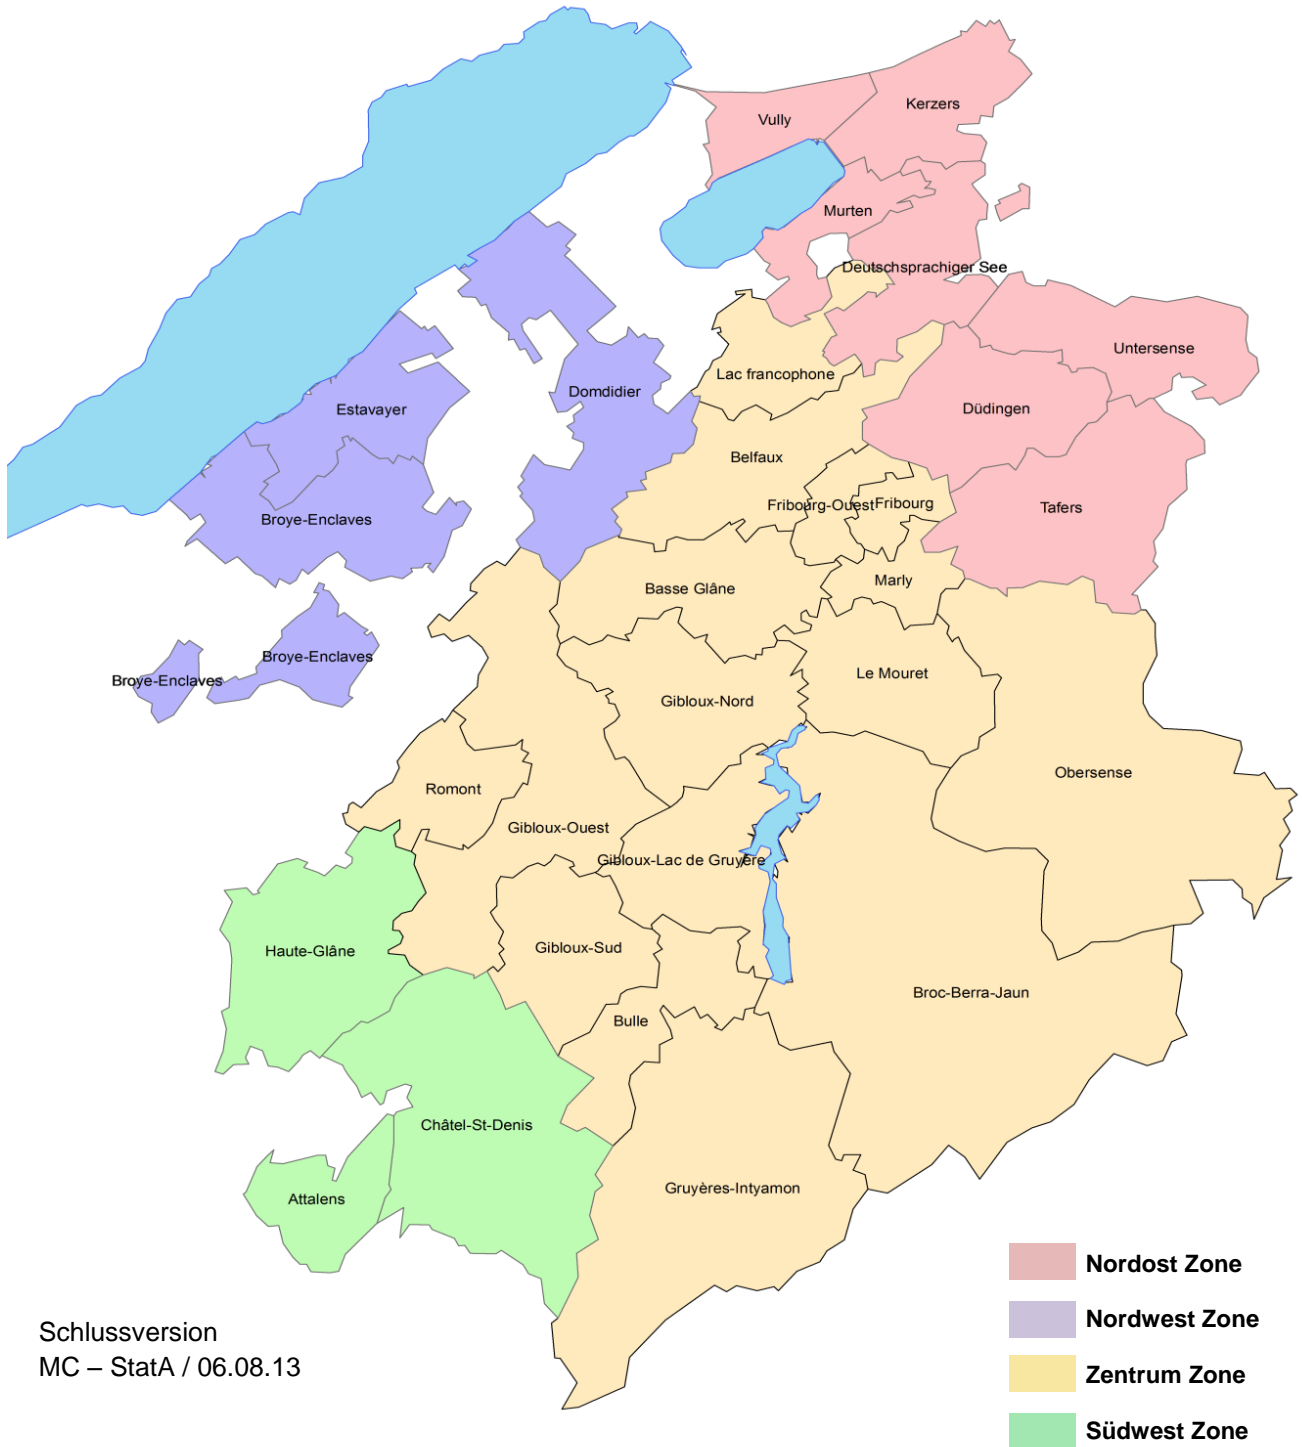 Kerzers
Vully
Murten
Deutschsprachiger See
Untersense
Lac francophone
Domdidier
Düdingen
Estavayer
Belfaux
Fribourg-Ouest
Fribourg
Tafers
Broye-Enclaves
Marly
Basse Glâne
Broye-Enclaves
Le Mouret
Broye-Enclaves
Gibloux-Nord
Obersense
Romont
Gibloux-Ouest
Gibloux-Lac de Gruyère
Gibloux-Sud
Haute-Glâne
Broc-Berra-Jaun
Bulle
Châtel-St-Denis
Gruyères-Intyamon
Attalens
Nordost Zone
Nordwest Zone
Zentrum Zone
Südwest Zone
Schlussversion
MC – StatA / 06.08.13